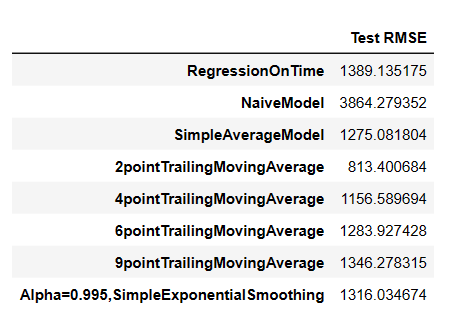 Test RMSE
RegressionOnTime 1389.135175
NaiveModel 3864.279352
SimpleAverageModel 1275.081804
2pointTrailingMovingAverage 813.400684
4pointTrailingMovingAverage 1156.589694
6pointTrailingMovingAverage 1283.927428
9pointTrailingMovingAverage 1346.278315
Alpha=0.995,SimpleExponentialSmoothing 1316.034674